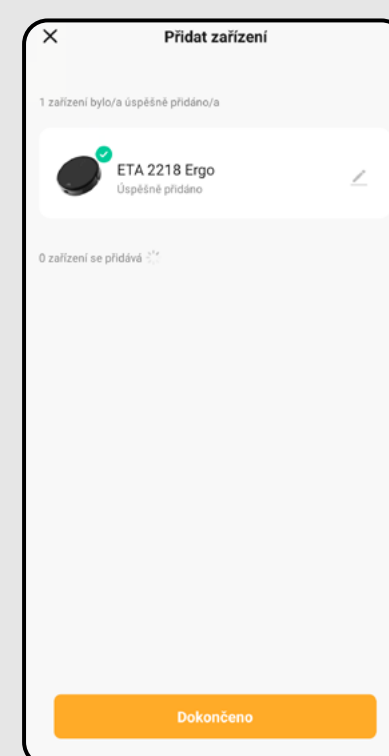 Přidat zařízení
1 zařízení bylo/a úspěšně přidáno/a
ETA 2218 Ergo
Úspěšně přidáno
0 zařízení se přidává
Dokončeno